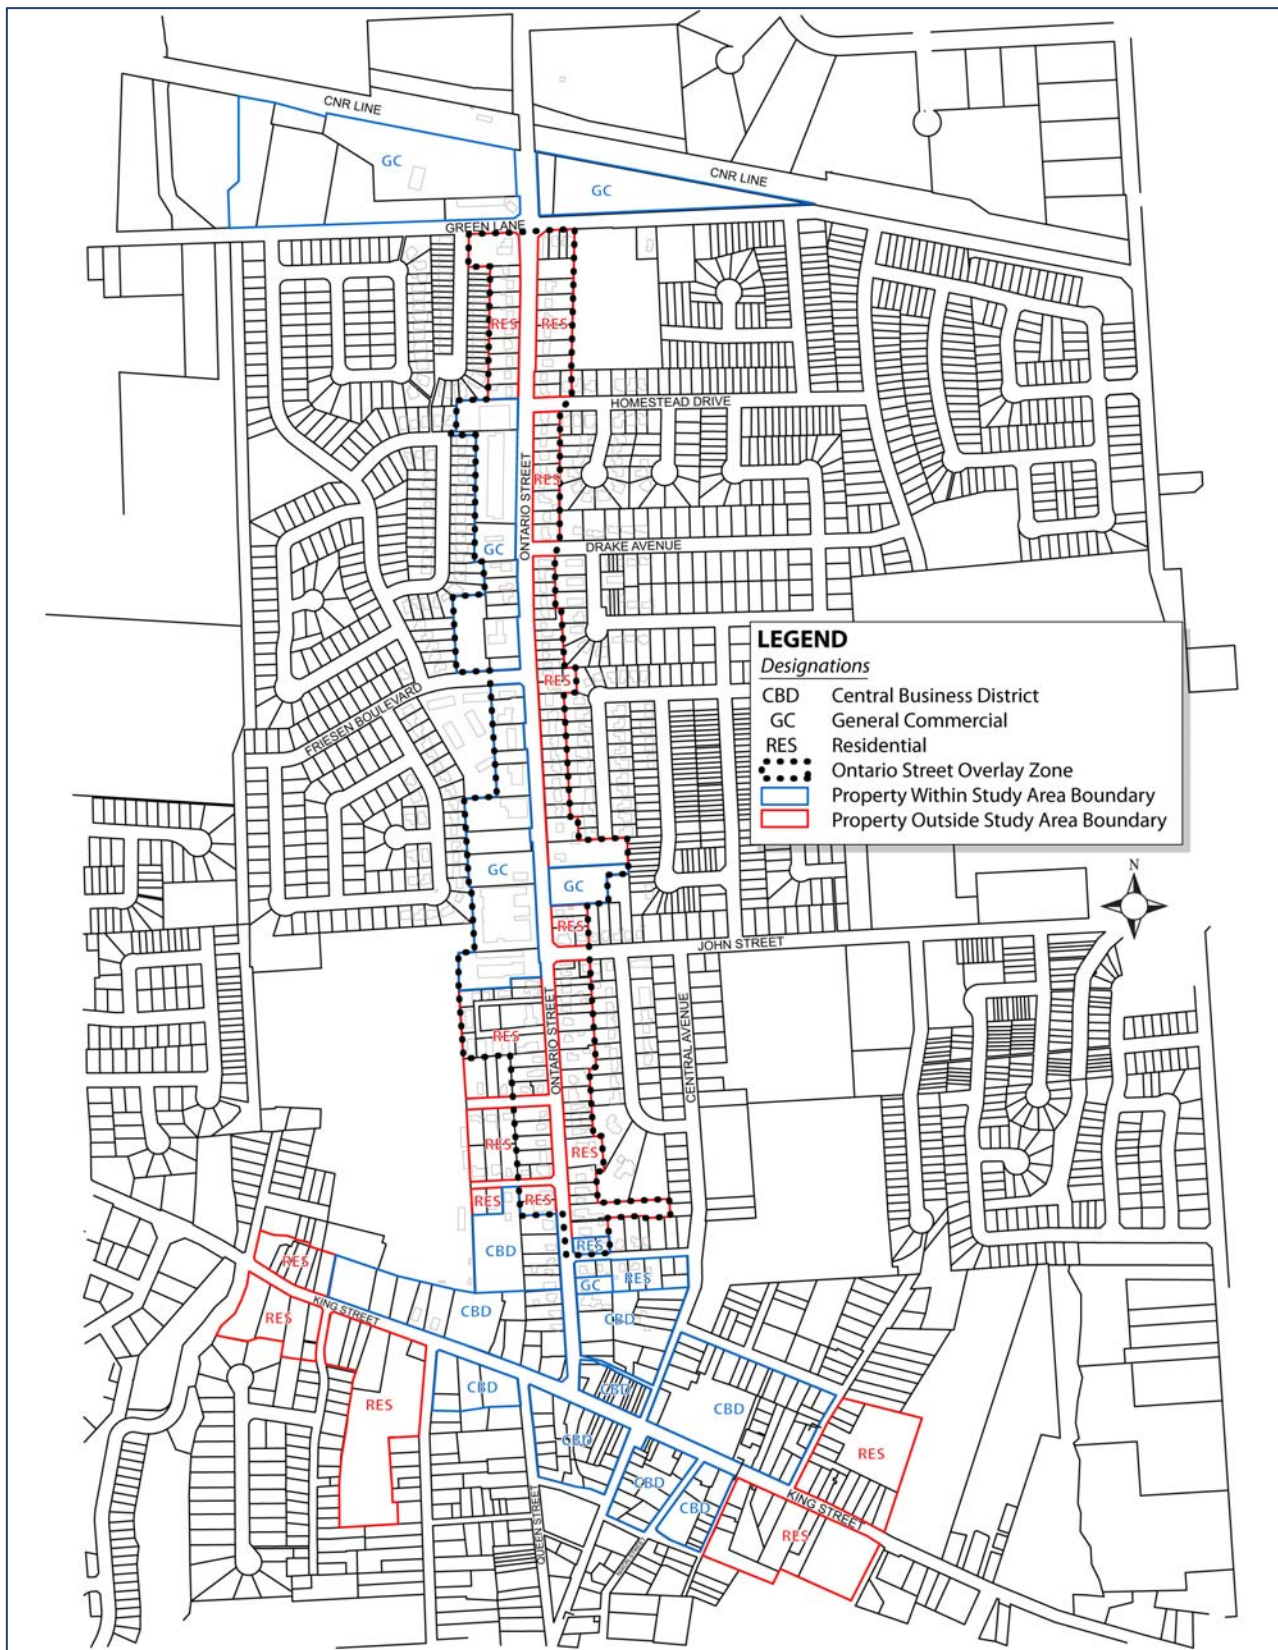 CNR LINE
GC
CNR LINE
GC
GREEN LANE
RES
RES
HOMESTEAD DRIVE
ONTARIO STREET
RES
GC
DRAKE AVENUE
LEGEND
Designations
CBD Central Business District
GC General Commercial
RES Residential
Ontario Street Overlay Zone
Property Within Study Area Boundary
Property Outside Study Area Boundary
RES
FRIESEN BOULEVARD
GC
GC
N
RES
JOHN STREET
ONTARIO STREET
CENTRAL AVENUE
RES
RES
RES
RES
RES
CBD
RES
RES
GC
RES
KING STREET
RES
CBD
CBD
CBD
CBD
RES
CBD
CBD
RES
CBD
CBD
KING STREET
RES
QUEEN STREET